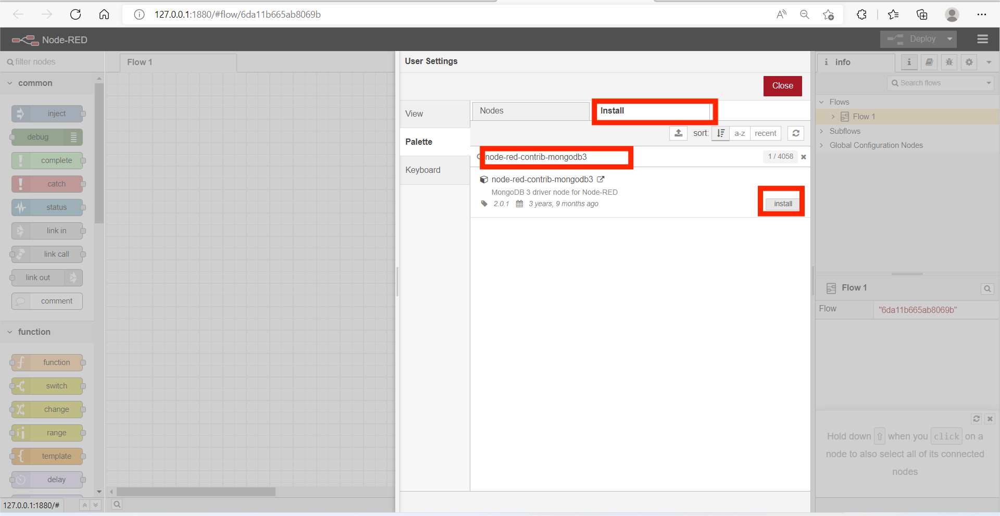 127.0.0.1:1880/#flow/6da11b665ab8069b
Node-RED
Deploy
filter nodes
Flow 1
common
inject
debug
complete
catch
status
link in
link call
link out
comment
function
function
switch
change
range
template
delay
127.0.0.1:1880/#
User Settings
Close
View
Palette
Keyboard
Nodes
Install
sort: a-z recent
node-red-contrib-mongodb3
1 / 4058
node-red-contrib-mongodb3
MongoDB 3 driver node for Node-RED
2.0.1 3 years, 9 months ago
install
info
Search flows
Flows
Flow 1
Subflows
Global Configuration Nodes
Flow 1
Flow "6da11b665ab8069b"
Hold down ⇧ when you click on a
node to also select all of its connected
nodes